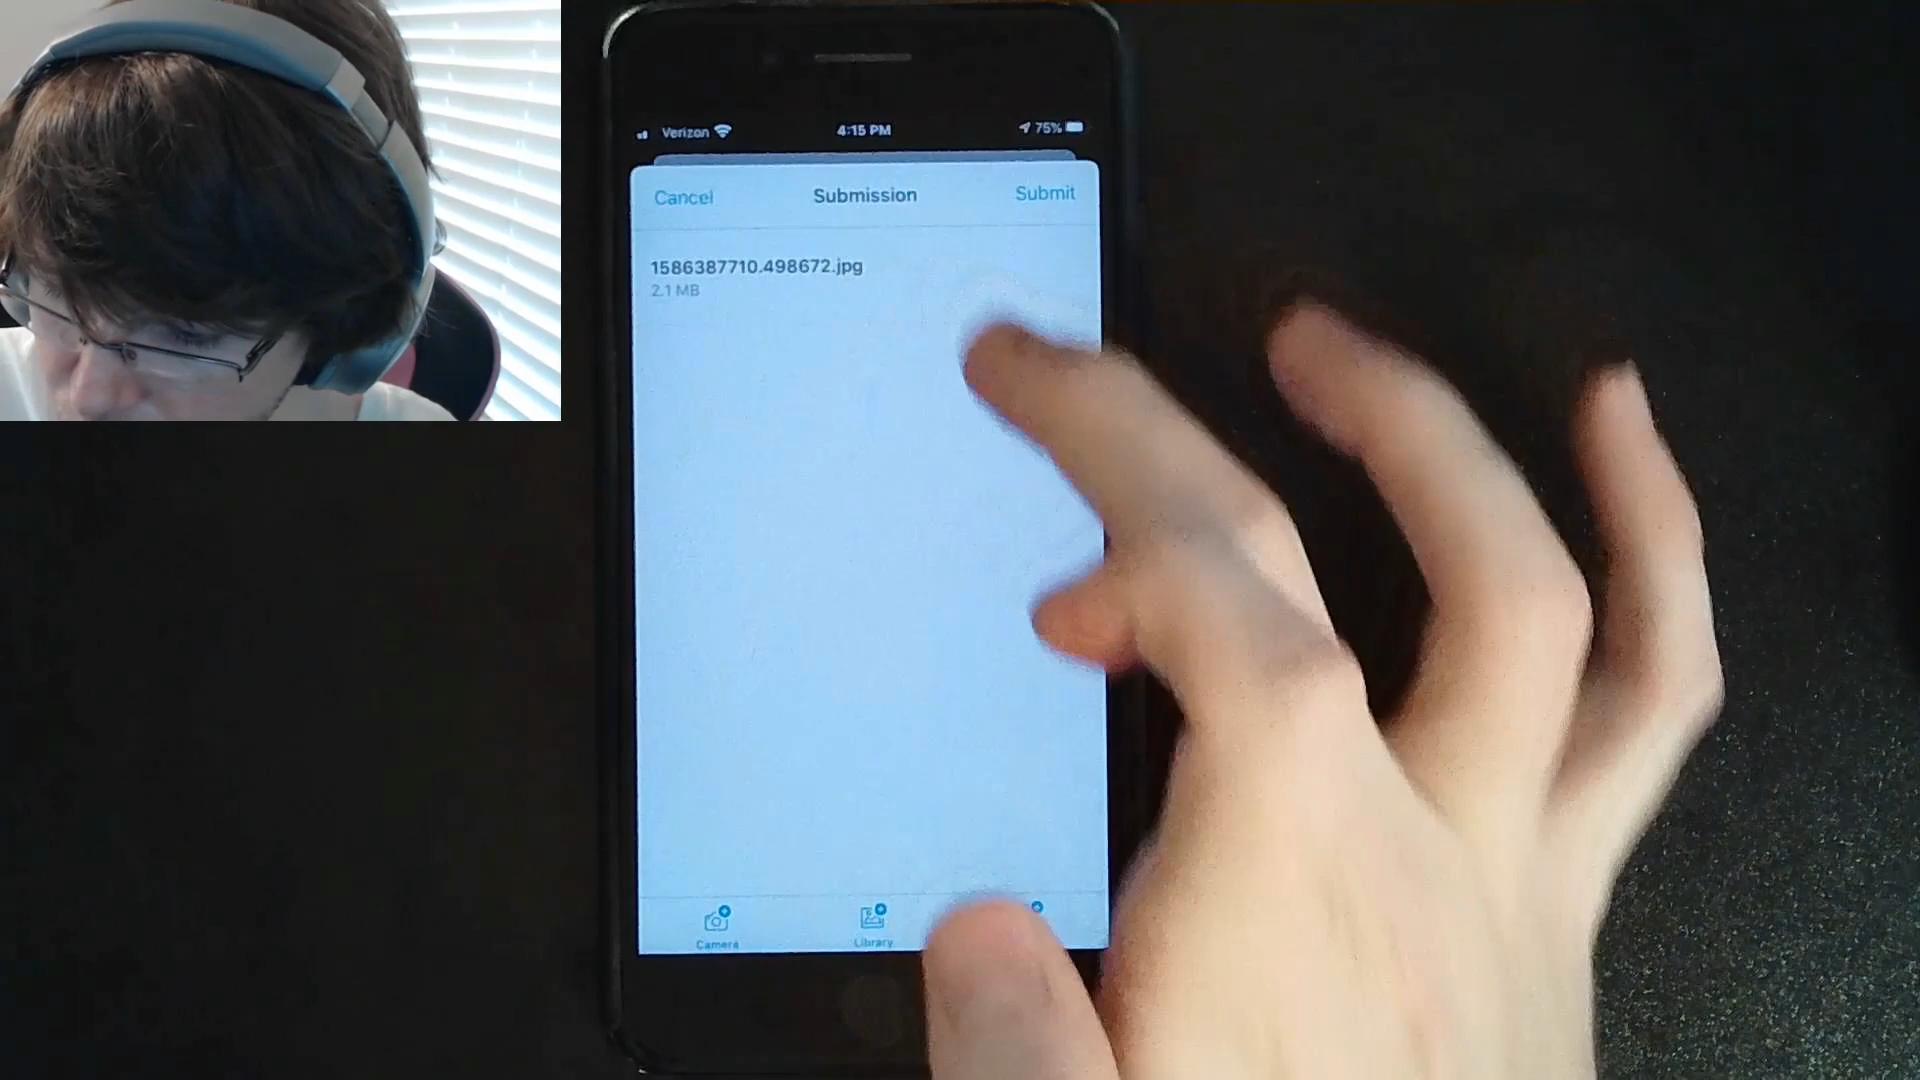 Verizon 4:15 PM 75%
Cancel Submission Submit
1586387710.498672.jpg
2.1 MB
Camera Library